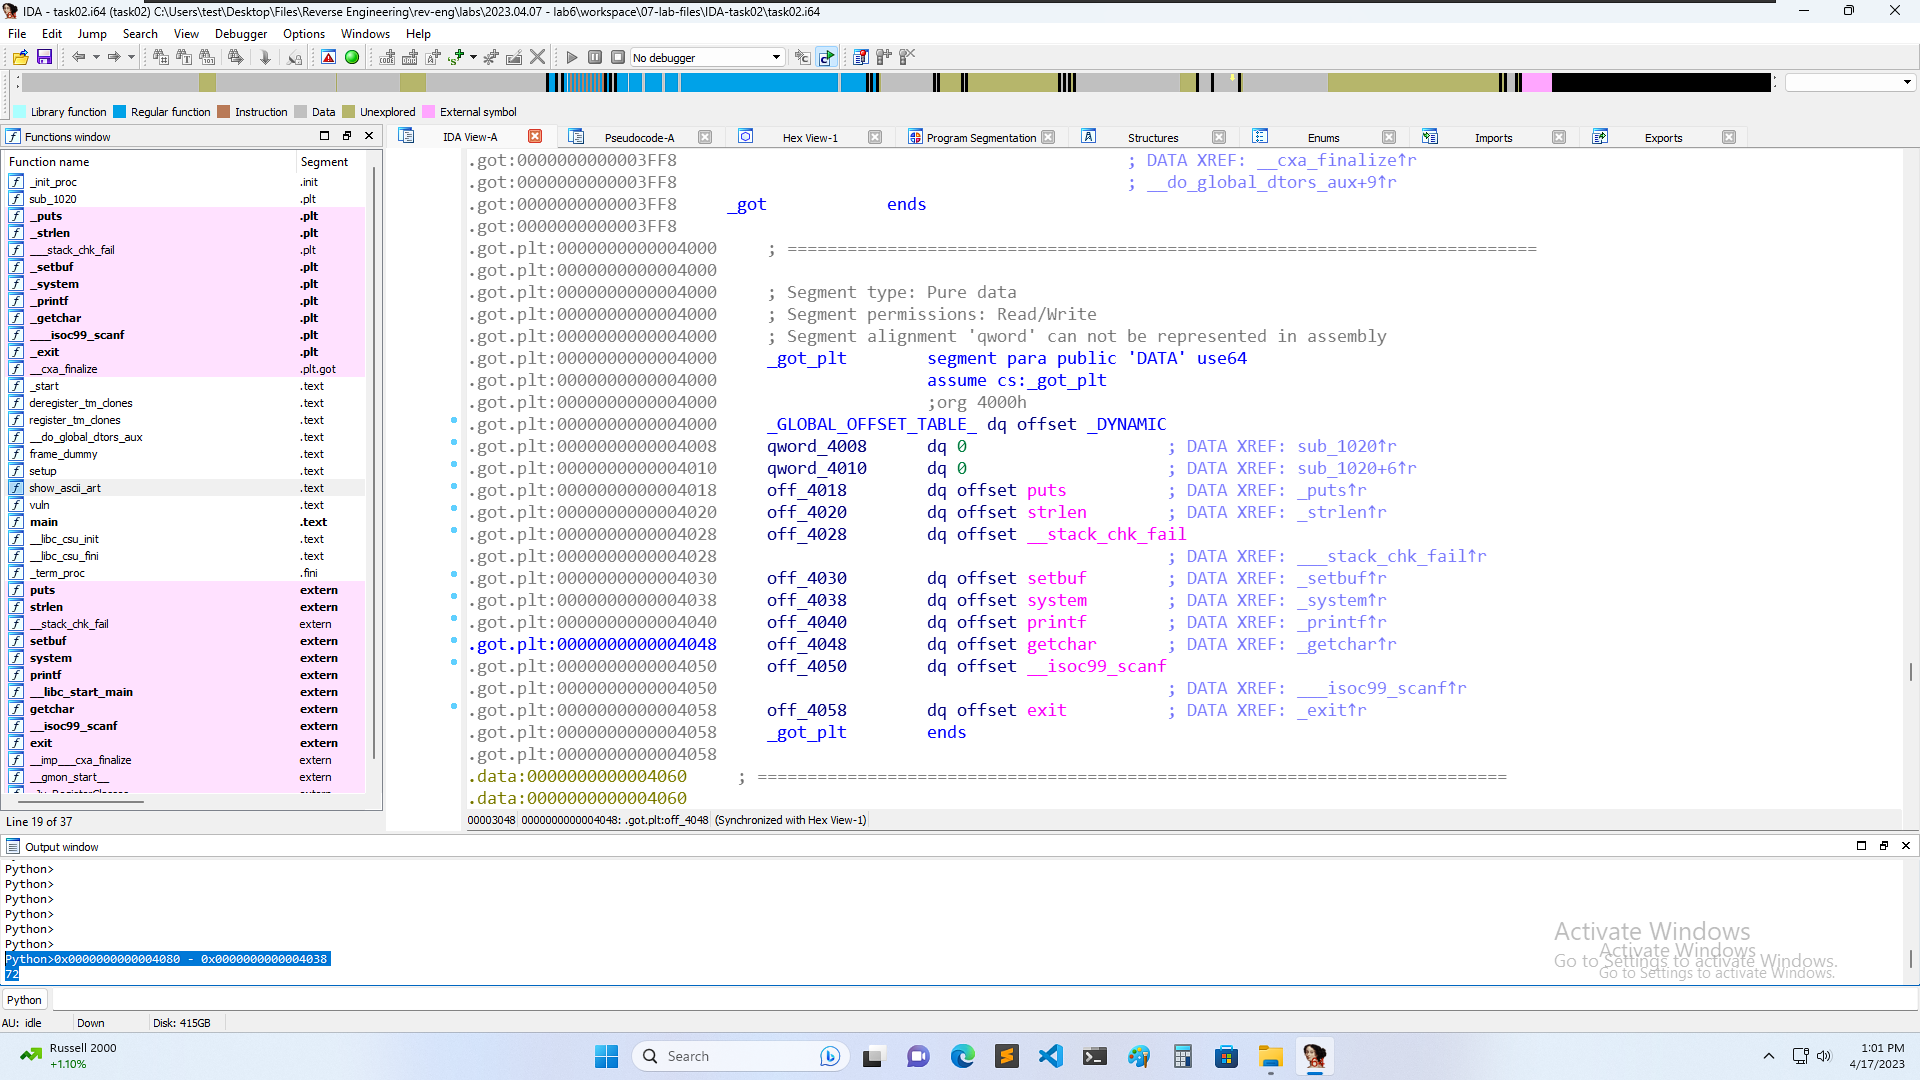 IDA - task02.i64 (task02) C:\Users\test\Desktop\Files\Reverse Engineering\rev-eng\labs\2023.04.07 - lab6\workspace\07-lab-files\IDA-task02\task02.i64
File Edit Jump Search View Debugger Options Windows Help
No debugger
Library function Regular function Instruction Data Unexplored External symbol
Functions window
IDA View-A Pseudocode-A Hex View-1 Program Segmentation Structures Enums Imports Exports
Function name Segment
_init_proc .init
sub_1020 .plt
_puts .plt
_strlen .plt
___stack_chk_fail .plt
_setbuf .plt
_system .plt
_printf .plt
_getchar .plt
___isoc99_scanf .plt
_exit .plt
__cxa_finalize .plt.got
_start .text
deregister_tm_clones .text
register_tm_clones .text
__do_global_dtors_aux .text
frame_dummy .text
setup .text
show_ascii_art .text
vuln .text
main .text
__libc_csu_init .text
__libc_csu_fini .text
_term_proc .fini
puts extern
strlen extern
__stack_chk_fail extern
setbuf extern
system extern
printf extern
__libc_start_main extern
getchar extern
__isoc99_scanf extern
exit extern
__imp___cxa_finalize extern
__gmon_start__ extern
Line 19 of 37
.got:0000000000003FF8 ; DATA XREF: __cxa_finalize↑r
.got:0000000000003FF8 ; __do_global_dtors_aux+9↑r
.got:0000000000003FF8 _got ends
.got:0000000000003FF8
.got.plt:0000000000004000 ; ===========================================================================
.got.plt:0000000000004000
.got.plt:0000000000004000 ; Segment type: Pure data
.got.plt:0000000000004000 ; Segment permissions: Read/Write
.got.plt:0000000000004000 ; Segment alignment 'qword' can not be represented in assembly
.got.plt:0000000000004000 _got_plt segment para public 'DATA' use64
.got.plt:0000000000004000 assume cs:_got_plt
.got.plt:0000000000004000 ;org 4000h
.got.plt:0000000000004000 _GLOBAL_OFFSET_TABLE_ dq offset _DYNAMIC
.got.plt:0000000000004008 qword_4008 dq 0 ; DATA XREF: sub_1020↑r
.got.plt:0000000000004010 qword_4010 dq 0 ; DATA XREF: sub_1020+6↑r
.got.plt:0000000000004018 off_4018 dq offset puts ; DATA XREF: _puts↑r
.got.plt:0000000000004020 off_4020 dq offset strlen ; DATA XREF: _strlen↑r
.got.plt:0000000000004028 off_4028 dq offset __stack_chk_fail
.got.plt:0000000000004028 ; DATA XREF: ___stack_chk_fail↑r
.got.plt:0000000000004030 off_4030 dq offset setbuf ; DATA XREF: _setbuf↑r
.got.plt:0000000000004038 off_4038 dq offset system ; DATA XREF: _system↑r
.got.plt:0000000000004040 off_4040 dq offset printf ; DATA XREF: _printf↑r
.got.plt:0000000000004048 off_4048 dq offset getchar ; DATA XREF: _getchar↑r
.got.plt:0000000000004050 off_4050 dq offset __isoc99_scanf
.got.plt:0000000000004050 ; DATA XREF: ___isoc99_scanf↑r
.got.plt:0000000000004058 off_4058 dq offset exit ; DATA XREF: _exit↑r
.got.plt:0000000000004058 _got_plt ends
.got.plt:0000000000004058
.data:0000000000004060 ; ===========================================================================
.data:0000000000004060
00003048 0000000000004048: .got.plt:off_4048 (Synchronized with Hex View-1)
Output window
Python>
Python>
Python>
Python>
Python>
Python>
Python>0x0000000000004080 - 0x0000000000004038
72
Activate Windows
Go to Settings to activate Windows.
Activate Windows
Go to Settings to activate Windows.
Python
AU: idle Down Disk: 415GB
Russell 2000
+1.10%
Search
1:01 PM
4/17/2023